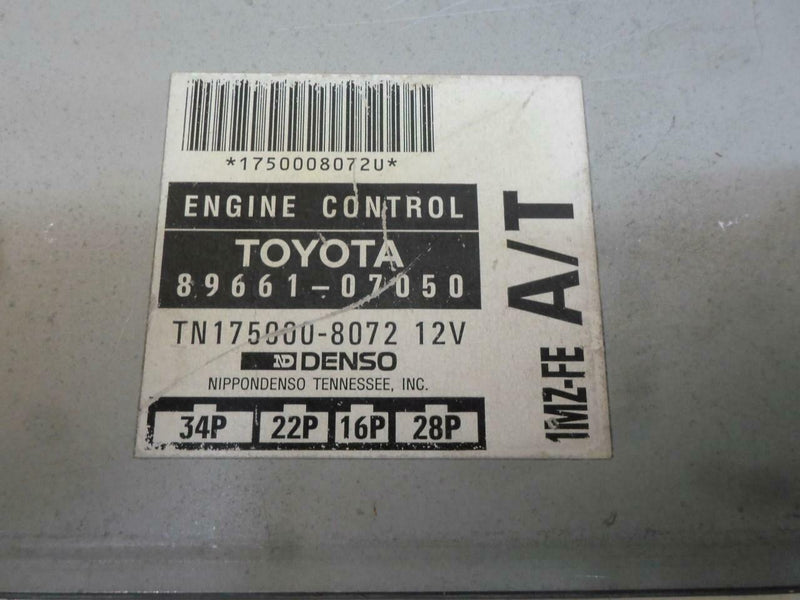 *1750008072U*
ENGINE CONTROL
TOYOTA
89661-07050
TN175000-8072 12V
ND DENSO
NIPPONDENSO TENNESSEE, INC.
34P 22P 16P 28P
A/T
1MZ-FE